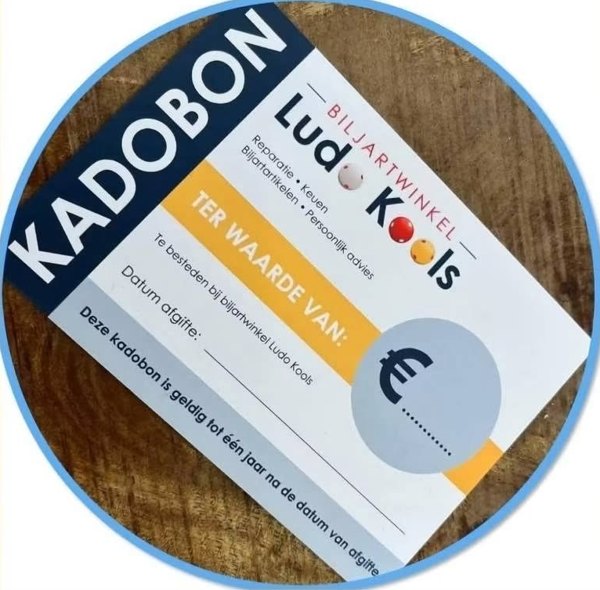 KADOBON
BILJARTWINKEL
Ludo Kools
Reparatie • Keuen
Biljartartikelen • Persoonlijk advies
TER WAARDE VAN:
€...........
Te besteden bij biljartwinkel Ludo Kools
Datum afgifte:
Deze kadobon is geldig tot één jaar na de datum van afgifte